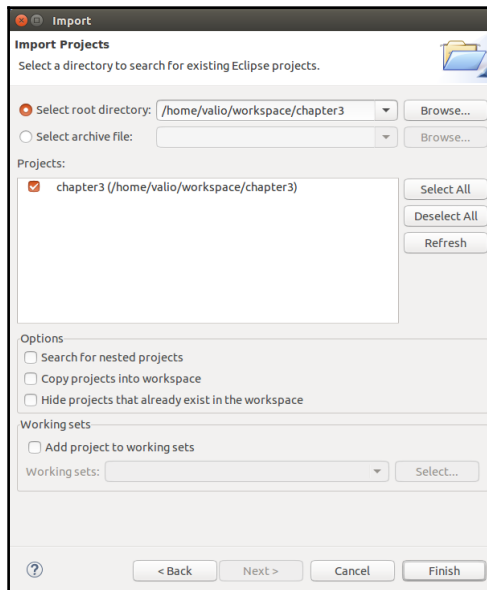 Import
Import Projects
Select a directory to search for existing Eclipse projects.
Select root directory: /home/valio/workspace/chapter3 Browse...
Select archive file: Browse...
Projects:
chapter3 (/home/valio/workspace/chapter3)
Select All
Deselect All
Refresh
Options
Search for nested projects
Copy projects into workspace
Hide projects that already exist in the workspace
Working sets
Add project to working sets
Working sets: Select...
? < Back Next > Cancel Finish